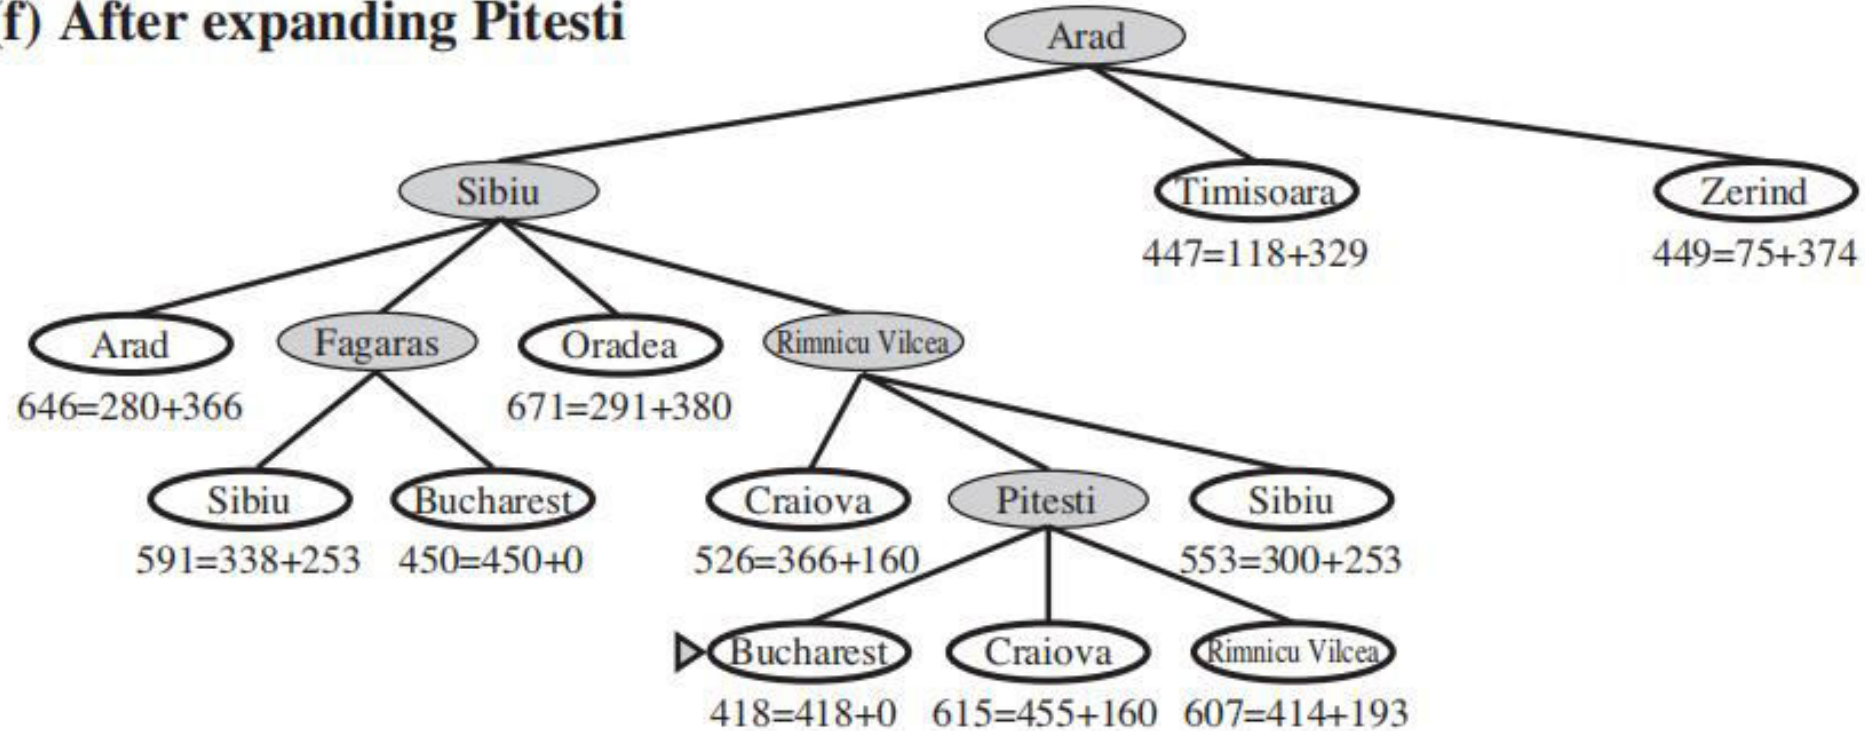 (f) After expanding Pitesti
Arad
Sibiu Timisoara Zerind
447=118+329 449=75+374
Arad Fagaras Oradea Rimnicu Vilcea
646=280+366 671=291+380
Sibiu Bucharest Craiova Pitesti Sibiu
591=338+253 450=450+0 526=366+160 553=300+253
Bucharest Craiova Rimnicu Vilcea
418=418+0 615=455+160 607=414+193